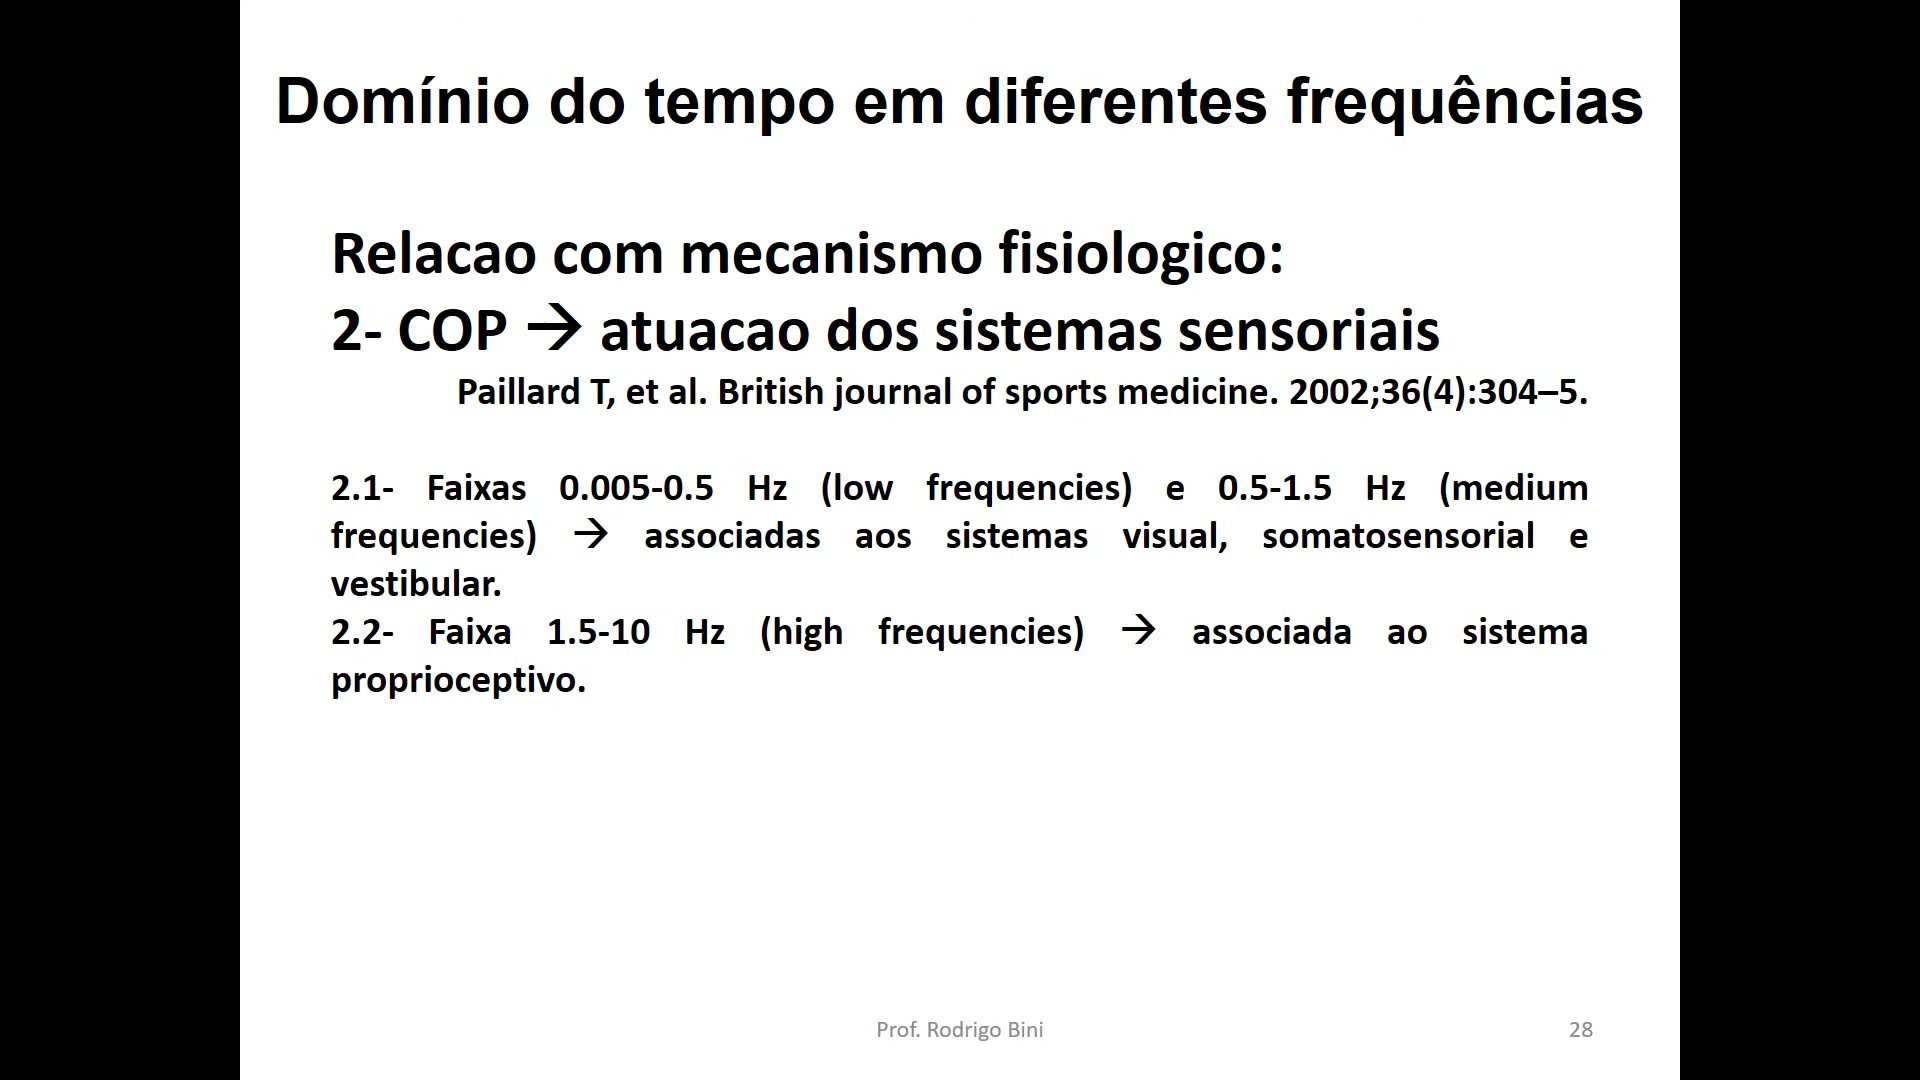 Domínio do tempo em diferentes frequências
Relacao com mecanismo fisiologico:
2- COP → atuacao dos sistemas sensoriais
Paillard T, et al. British journal of sports medicine. 2002;36(4):304–5.
2.1- Faixas 0.005-0.5 Hz (low frequencies) e 0.5-1.5 Hz (medium
frequencies) → associadas aos sistemas visual, somatosensorial e
vestibular.
2.2- Faixa 1.5-10 Hz (high frequencies) → associada ao sistema
proprioceptivo.
Prof. Rodrigo Bini
28